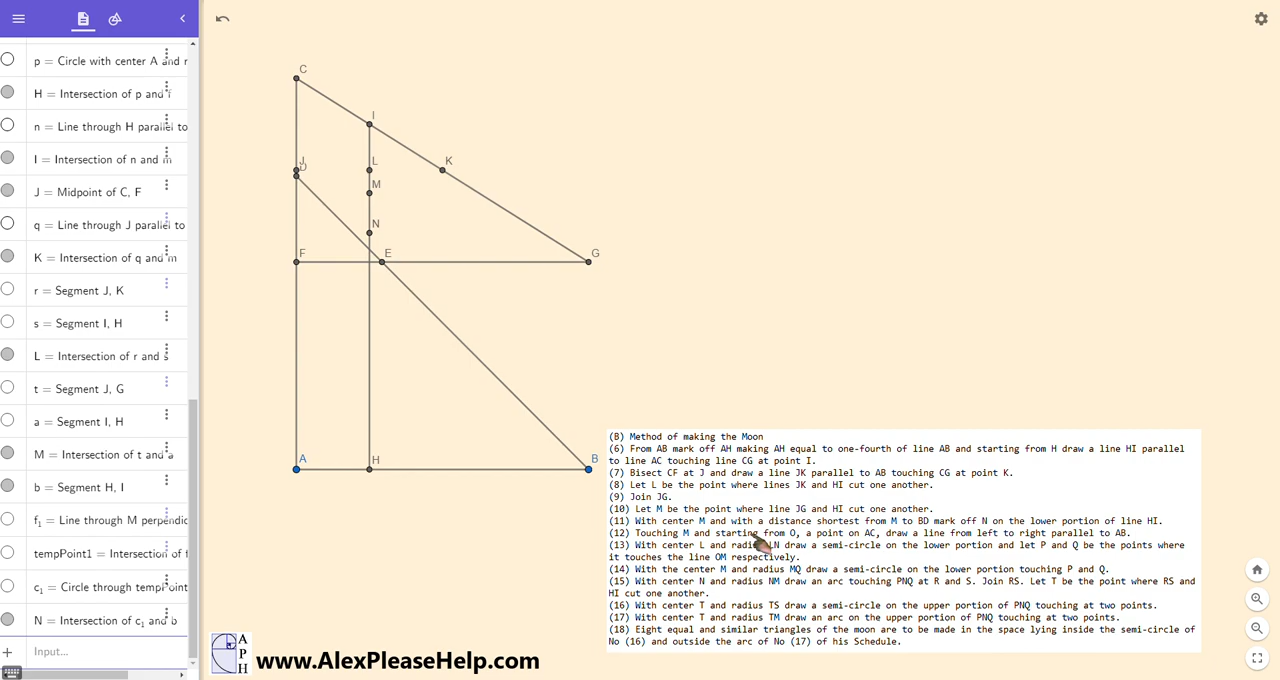 p = Circle with center A and r
H = Intersection of p and f
n = Line through H parallel to
I = Intersection of n and m
J = Midpoint of C, F
q = Line through J parallel to
K = Intersection of q and m
r = Segment J, K
s = Segment I, H
L = Intersection of r and s
t = Segment J, G
a = Segment I, H
M = Intersection of t and a
b = Segment H, I
f₁ = Line through M perpendic
tempPoint1 = Intersection of f
c₁ = Circle through tempPoint
N = Intersection of c₁ and b
Input...
C
I
J
L
K
D
M
N
F
E
G
A
H
B
(B) Method of making the Moon
(6) From AB mark off AH making AH equal to one-fourth of line AB and starting from H draw a line HI parallel
to line AC touching line CG at point I.
(7) Bisect CF at J and draw a line JK parallel to AB touching CG at point K.
(8) Let L be the point where lines JK and HI cut one another.
(9) Join JG.
(10) Let M be the point where line JG and HI cut one another.
(11) With center M and with a distance shortest from M to BD mark off N on the lower portion of line HI.
(12) Touching M and starting from O, a point on AC, draw a line from left to right parallel to AB.
(13) With center L and radius LN draw a semi-circle on the lower portion and let P and Q be the points where
it touches the line OM respectively.
(14) With the center M and radius MQ draw a semi-circle on the lower portion touching P and Q.
(15) With center N and radius NM draw an arc touching PNQ at R and S. Join RS. Let T be the point where RS and
HI cut one another.
(16) With center T and radius TS draw a semi-circle on the upper portion of PNQ touching at two points.
(17) With center T and radius TM draw an arc on the upper portion of PNQ touching at two points.
(18) Eight equal and similar triangles of the moon are to be made in the space lying inside the semi-circle of
No (16) and outside the arc of No (17) of his Schedule.
A
P
H
www.AlexPleaseHelp.com